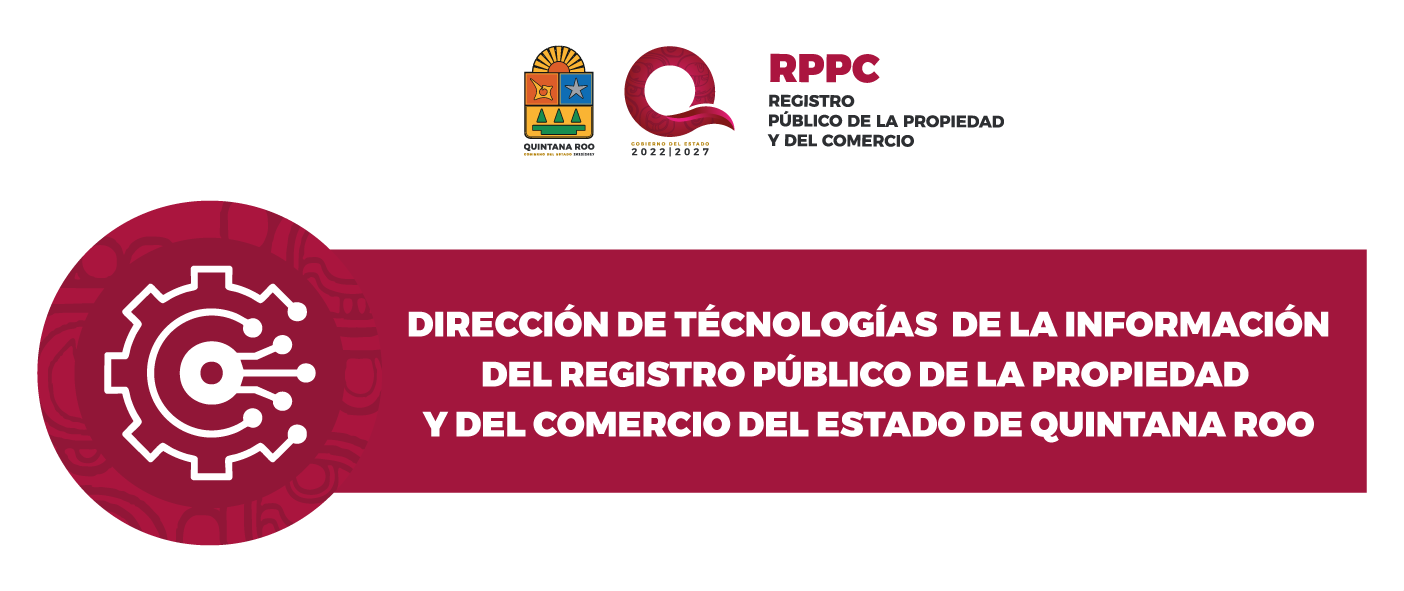 RPPC
REGISTRO
PÚBLICO DE LA PROPIEDAD
Y DEL COMERCIO
QUINTANA ROO
GOBIERNO DEL ESTADO 2022|2027
GOBIERNO DEL ESTADO
2022|2027
DIRECCIÓN DE TÉCNOLOGÍAS DE LA INFORMACIÓN
DEL REGISTRO PÚBLICO DE LA PROPIEDAD
Y DEL COMERCIO DEL ESTADO DE QUINTANA ROO